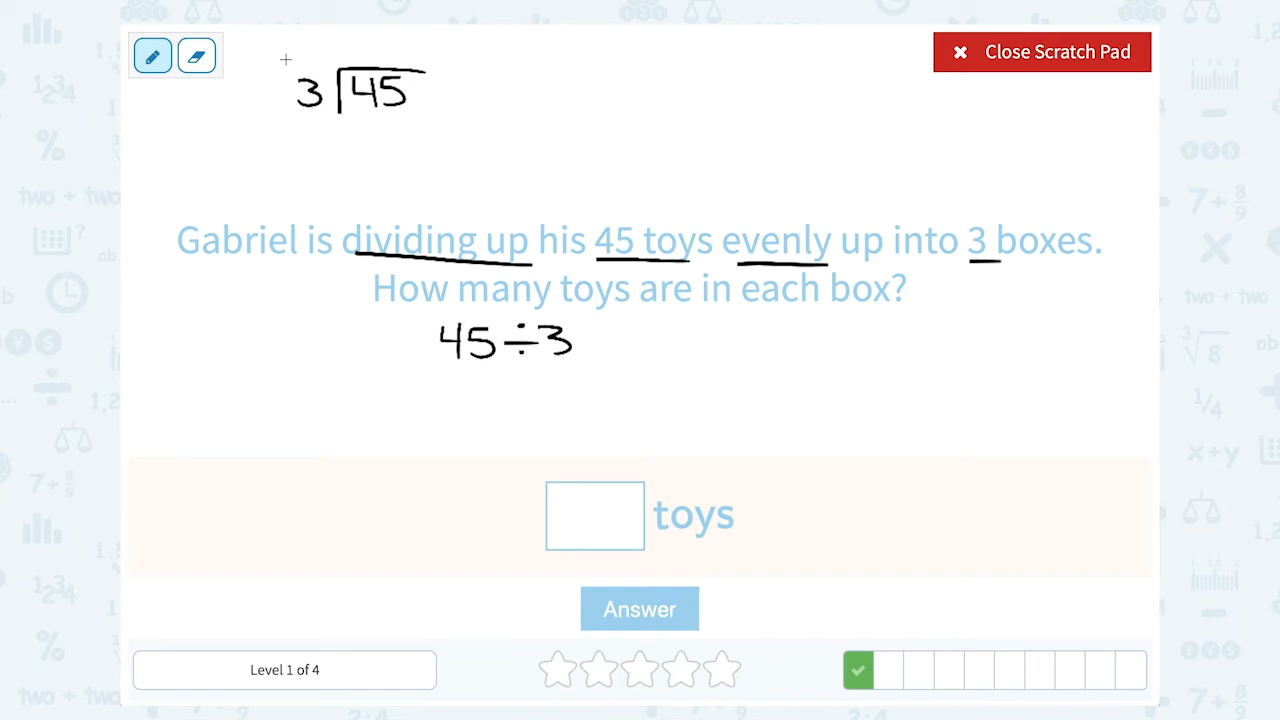 Close Scratch Pad
3 45
Gabriel is dividing up his 45 toys evenly up into 3 boxes.
How many toys are in each box?
45÷3
toys
Answer
Level 1 of 4